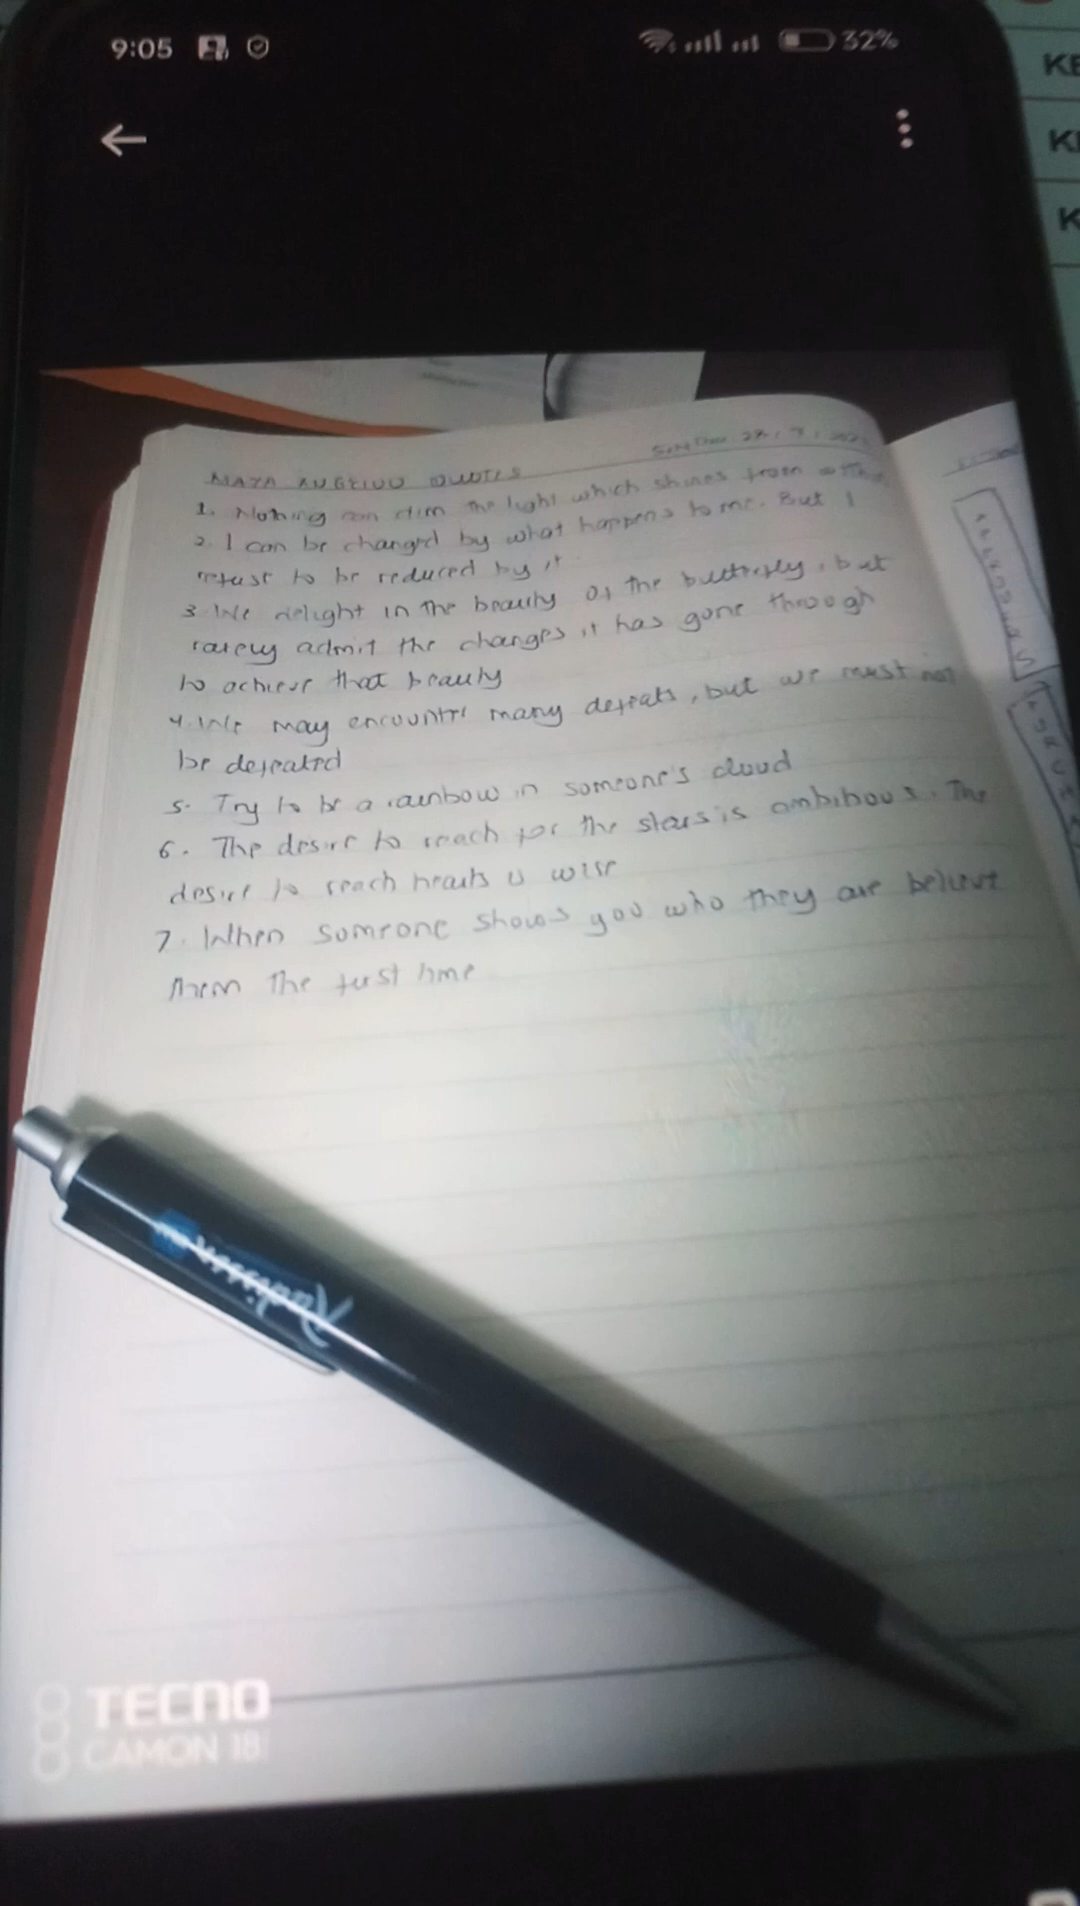 9:05
32%
KE
K
K
MAYA ANGELOU QUOTES
1. Nothing can dim the light which shines from
2. I can be changed by what happens to me. But I
refuse to be reduced by it
3. We delight in the beauty of the butterfly, but
rarely admit the changes it has gone through
to achieve that beauty
4. We may encounter many defeats, but we must not
be defeated
5. Try to be a rainbow in someone's cloud
6. The desire to reach for the stars is ambitious. The
desire to reach hearts is wise
7. When someone shows you who they are believe
them the first time
TECNO
CAMON 18